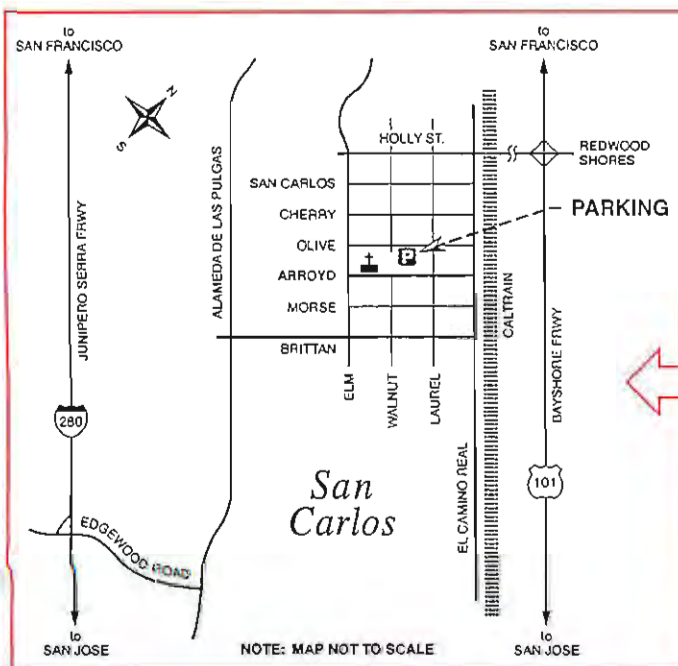 to
SAN FRANCISCO
to
SAN FRANCISCO
N
S
HOLLY ST.
REDWOOD
SHORES
SAN CARLOS
CHERRY
PARKING
OLIVE
P
ARROYD
MORSE
BRITTAN
JUNIPERO SERRA FRWY
ALAMEDA DE LAS PULGAS
CALTRAIN
BAYSHORE FRWY
ELM
WALNUT
LAUREL
280
EL CAMINO REAL
101
San
Carlos
EDGEWOOD ROAD
to
SAN JOSE
NOTE: MAP NOT TO SCALE
to
SAN JOSE